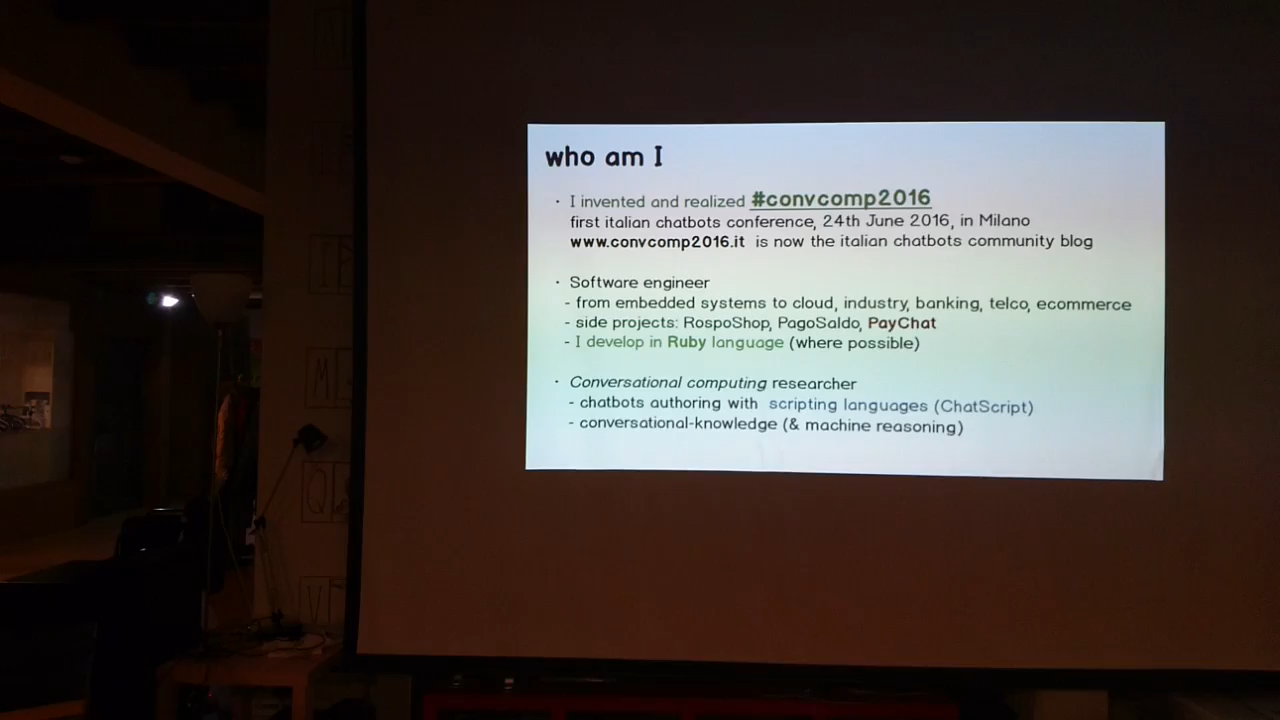 who am I
· I invented and realized #convcomp2016
first italian chatbots conference, 24th June 2016, in Milano
www.convcomp2016.it is now the italian chatbots community blog
· Software engineer
- from embedded systems to cloud, industry, banking, telco, ecommerce
- side projects: RospoShop, PagoSaldo, PayChat
- I develop in Ruby language (where possible)
· Conversational computing researcher
- chatbots authoring with scripting languages (ChatScript)
- conversational-knowledge (& machine reasoning)
M
Q
V